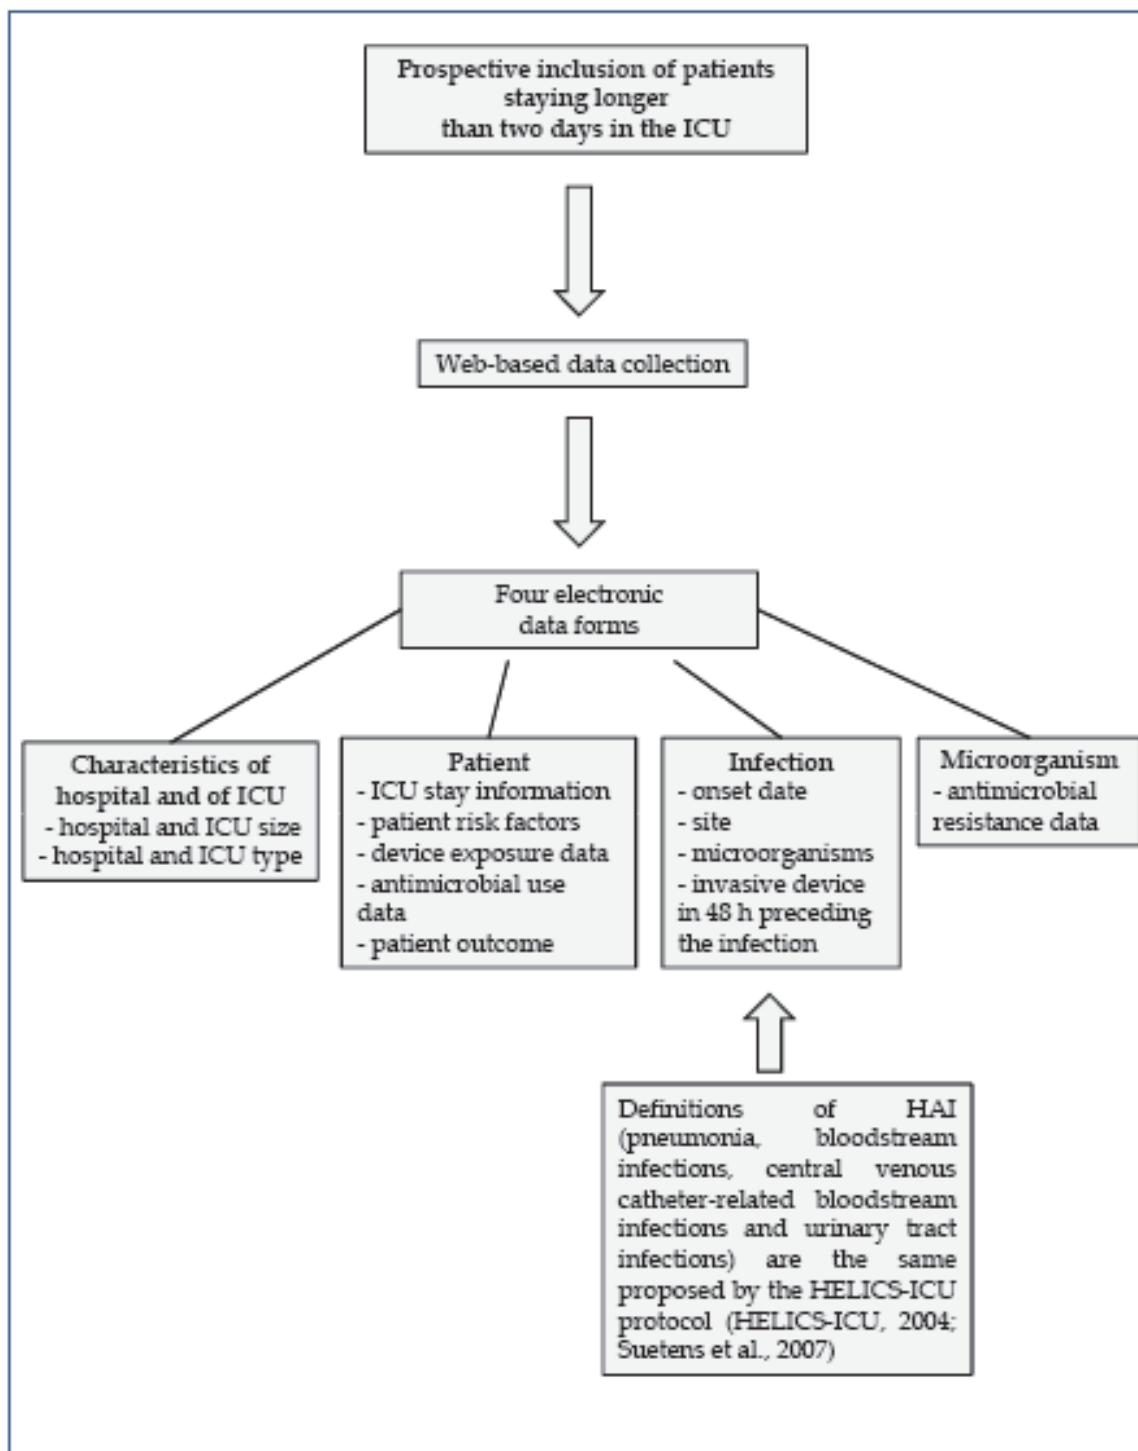 Prospective inclusion of patients
staying longer
than two days in the ICU
Web-based data collection
Four electronic
data forms
Characteristics of
hospital and of ICU
- hospital and ICU size
- hospital and ICU type
Patient
- ICU stay information
- patient risk factors
- device exposure data
- antimicrobial use
data
- patient outcome
Infection
- onset date
- site
- microorganisms
- invasive device
in 48 h preceding
the infection
Microorganism
- antimicrobial
resistance data
Definitions of HAI
(pneumonia, bloodstream
infections, central venous
catheter-related bloodstream
infections and urinary tract
infections) are the same
proposed by the HELICS-ICU
protocol (HELICS-ICU, 2004;
Suetens et al., 2007)